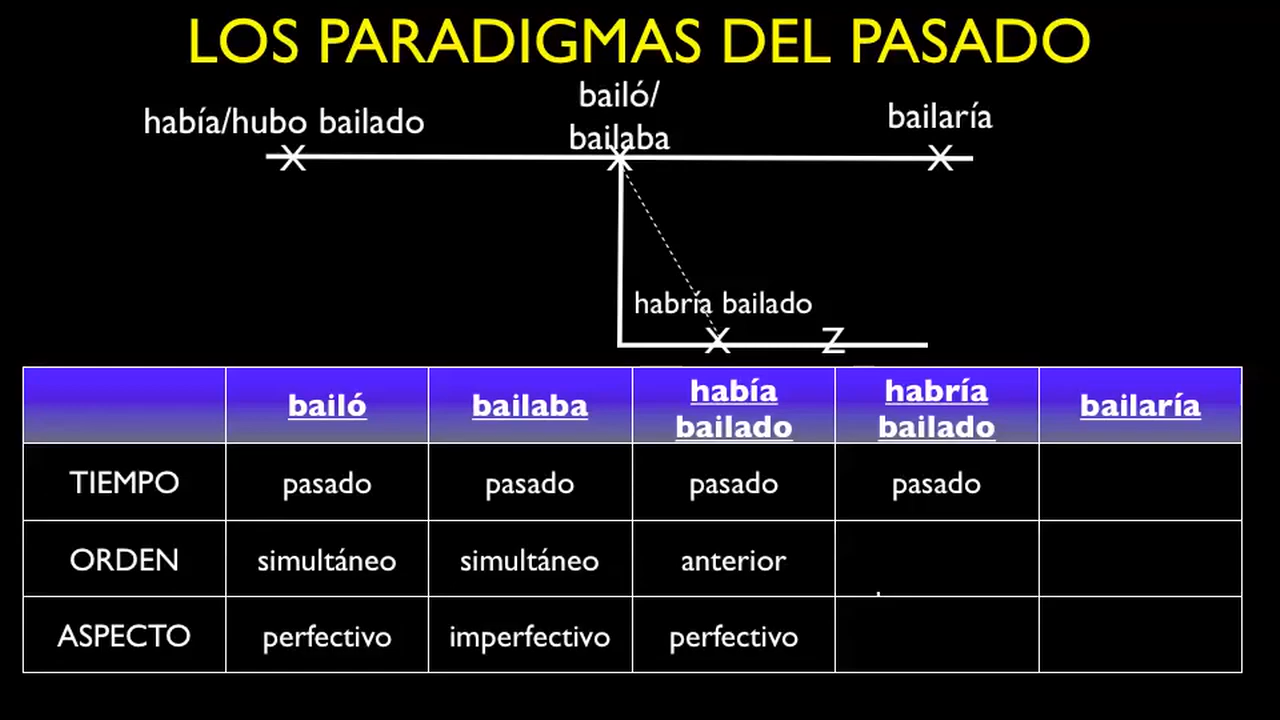 LOS PARADIGMAS DEL PASADO
había/hubo bailado
bailó/
bailaba
bailaría
X
X
X
habría bailado
X
Z
bailó
bailaba
había
bailado
habría
bailado
bailaría
TIEMPO
pasado
pasado
pasado
pasado
ORDEN
simultáneo
simultáneo
anterior
ASPECTO
perfectivo
imperfectivo
perfectivo